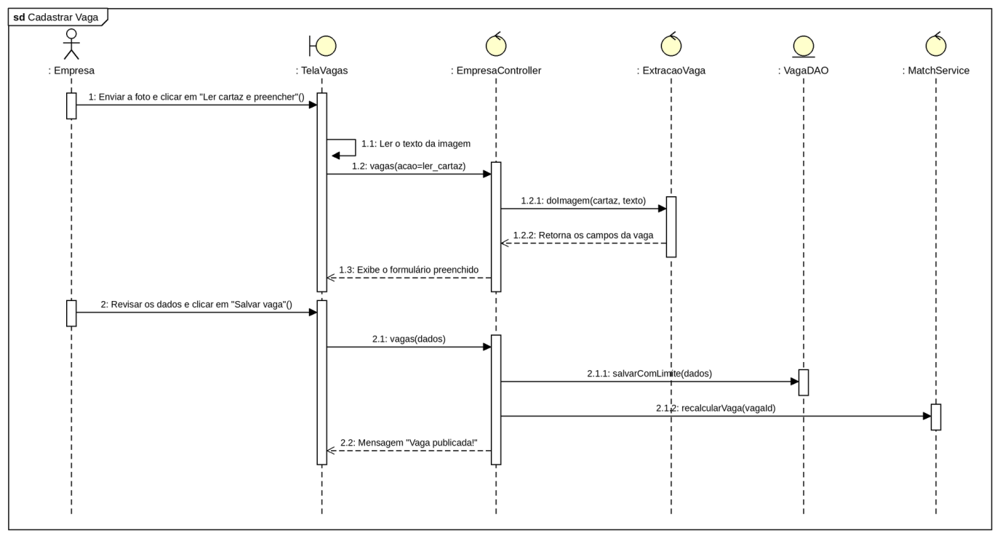 sd Cadastrar Vaga
: Empresa
: TelaVagas
: EmpresaController
: ExtracaoVaga
: VagaDAO
: MatchService
1: Enviar a foto e clicar em "Ler cartaz e preencher"()
1.1: Ler o texto da imagem
1.2: vagas(acao=ler_cartaz)
1.2.1: doImagem(cartaz, texto)
1.2.2: Retorna os campos da vaga
1.3: Exibe o formulário preenchido
2: Revisar os dados e clicar em "Salvar vaga"()
2.1: vagas(dados)
2.1.1: salvarComLimite(dados)
2.1.2: recalcularVaga(vagaId)
2.2: Mensagem "Vaga publicada!"